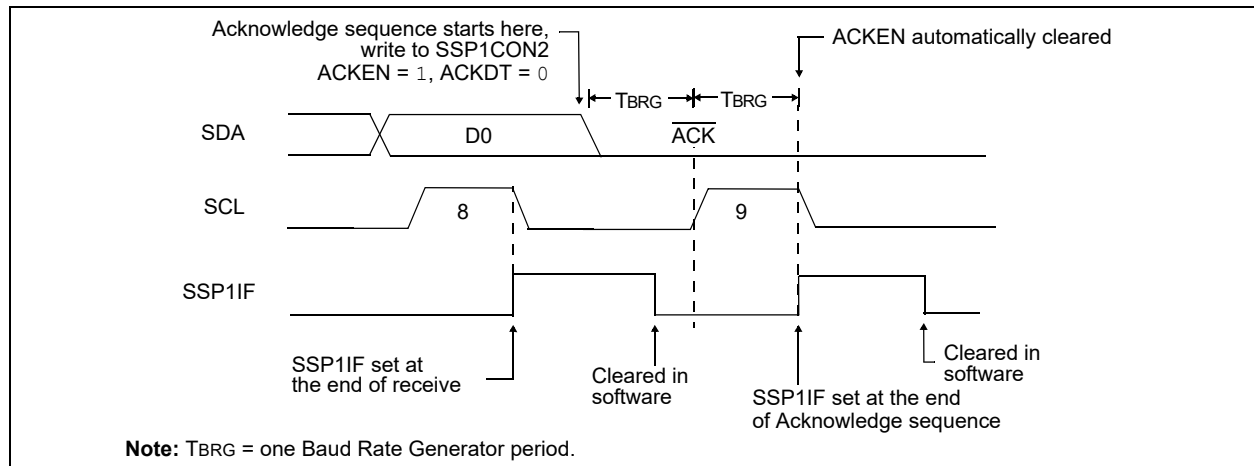 Acknowledge sequence starts here,
write to SSP1CON2
ACKEN = 1, ACKDT = 0
ACKEN automatically cleared
TBRG
TBRG
SDA
D0
ACK
SCL
8
9
SSP1IF
SSP1IF set at
the end of receive
Cleared in
software
SSP1IF set at the end
of Acknowledge sequence
Cleared in
software
Note: TBRG = one Baud Rate Generator period.